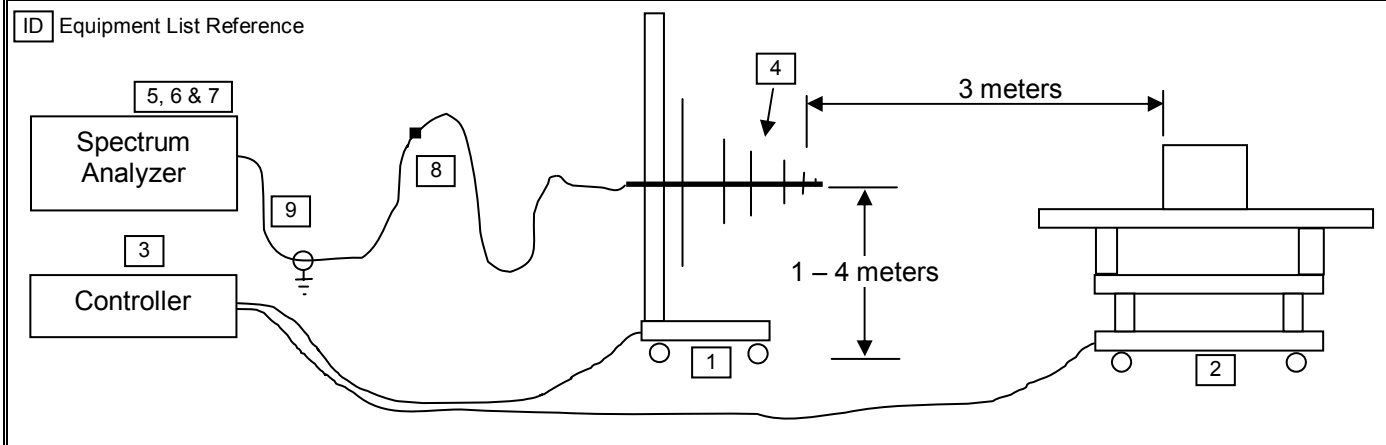 ID Equipment List Reference
4
3 meters
5, 6 & 7
Spectrum
Analyzer
8
9
3
1 – 4 meters
Controller
1
2